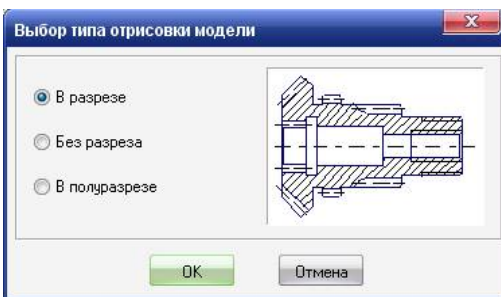 Выбор типа отрисовки модели
В разрезе
Без разреза
В полуразрезе
OK
Отмена